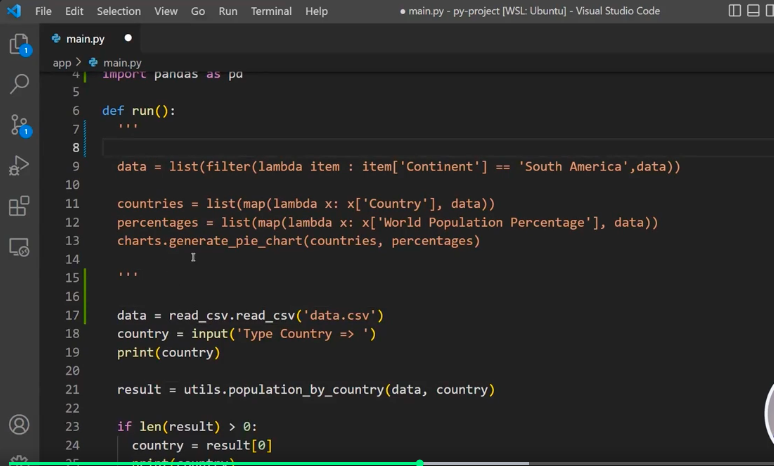 File Edit Selection View Go Run Terminal Help ● main.py - py-project [WSL: Ubuntu] - Visual Studio Code
main.py ●
app > main.py
1
1
4 import pandas as pd
5
6 def run():
7 '''
8
9 data = list(filter(lambda item : item['Continent'] == 'South America',data))
10
11 countries = list(map(lambda x: x['Country'], data))
12 percentages = list(map(lambda x: x['World Population Percentage'], data))
13 charts.generate_pie_chart(countries, percentages)
14
15 '''
16
17 data = read_csv.read_csv('data.csv')
18 country = input('Type Country => ')
19 print(country)
20
21 result = utils.population_by_country(data, country)
22
23 if len(result) > 0:
24 country = result[0]
25 print(country)